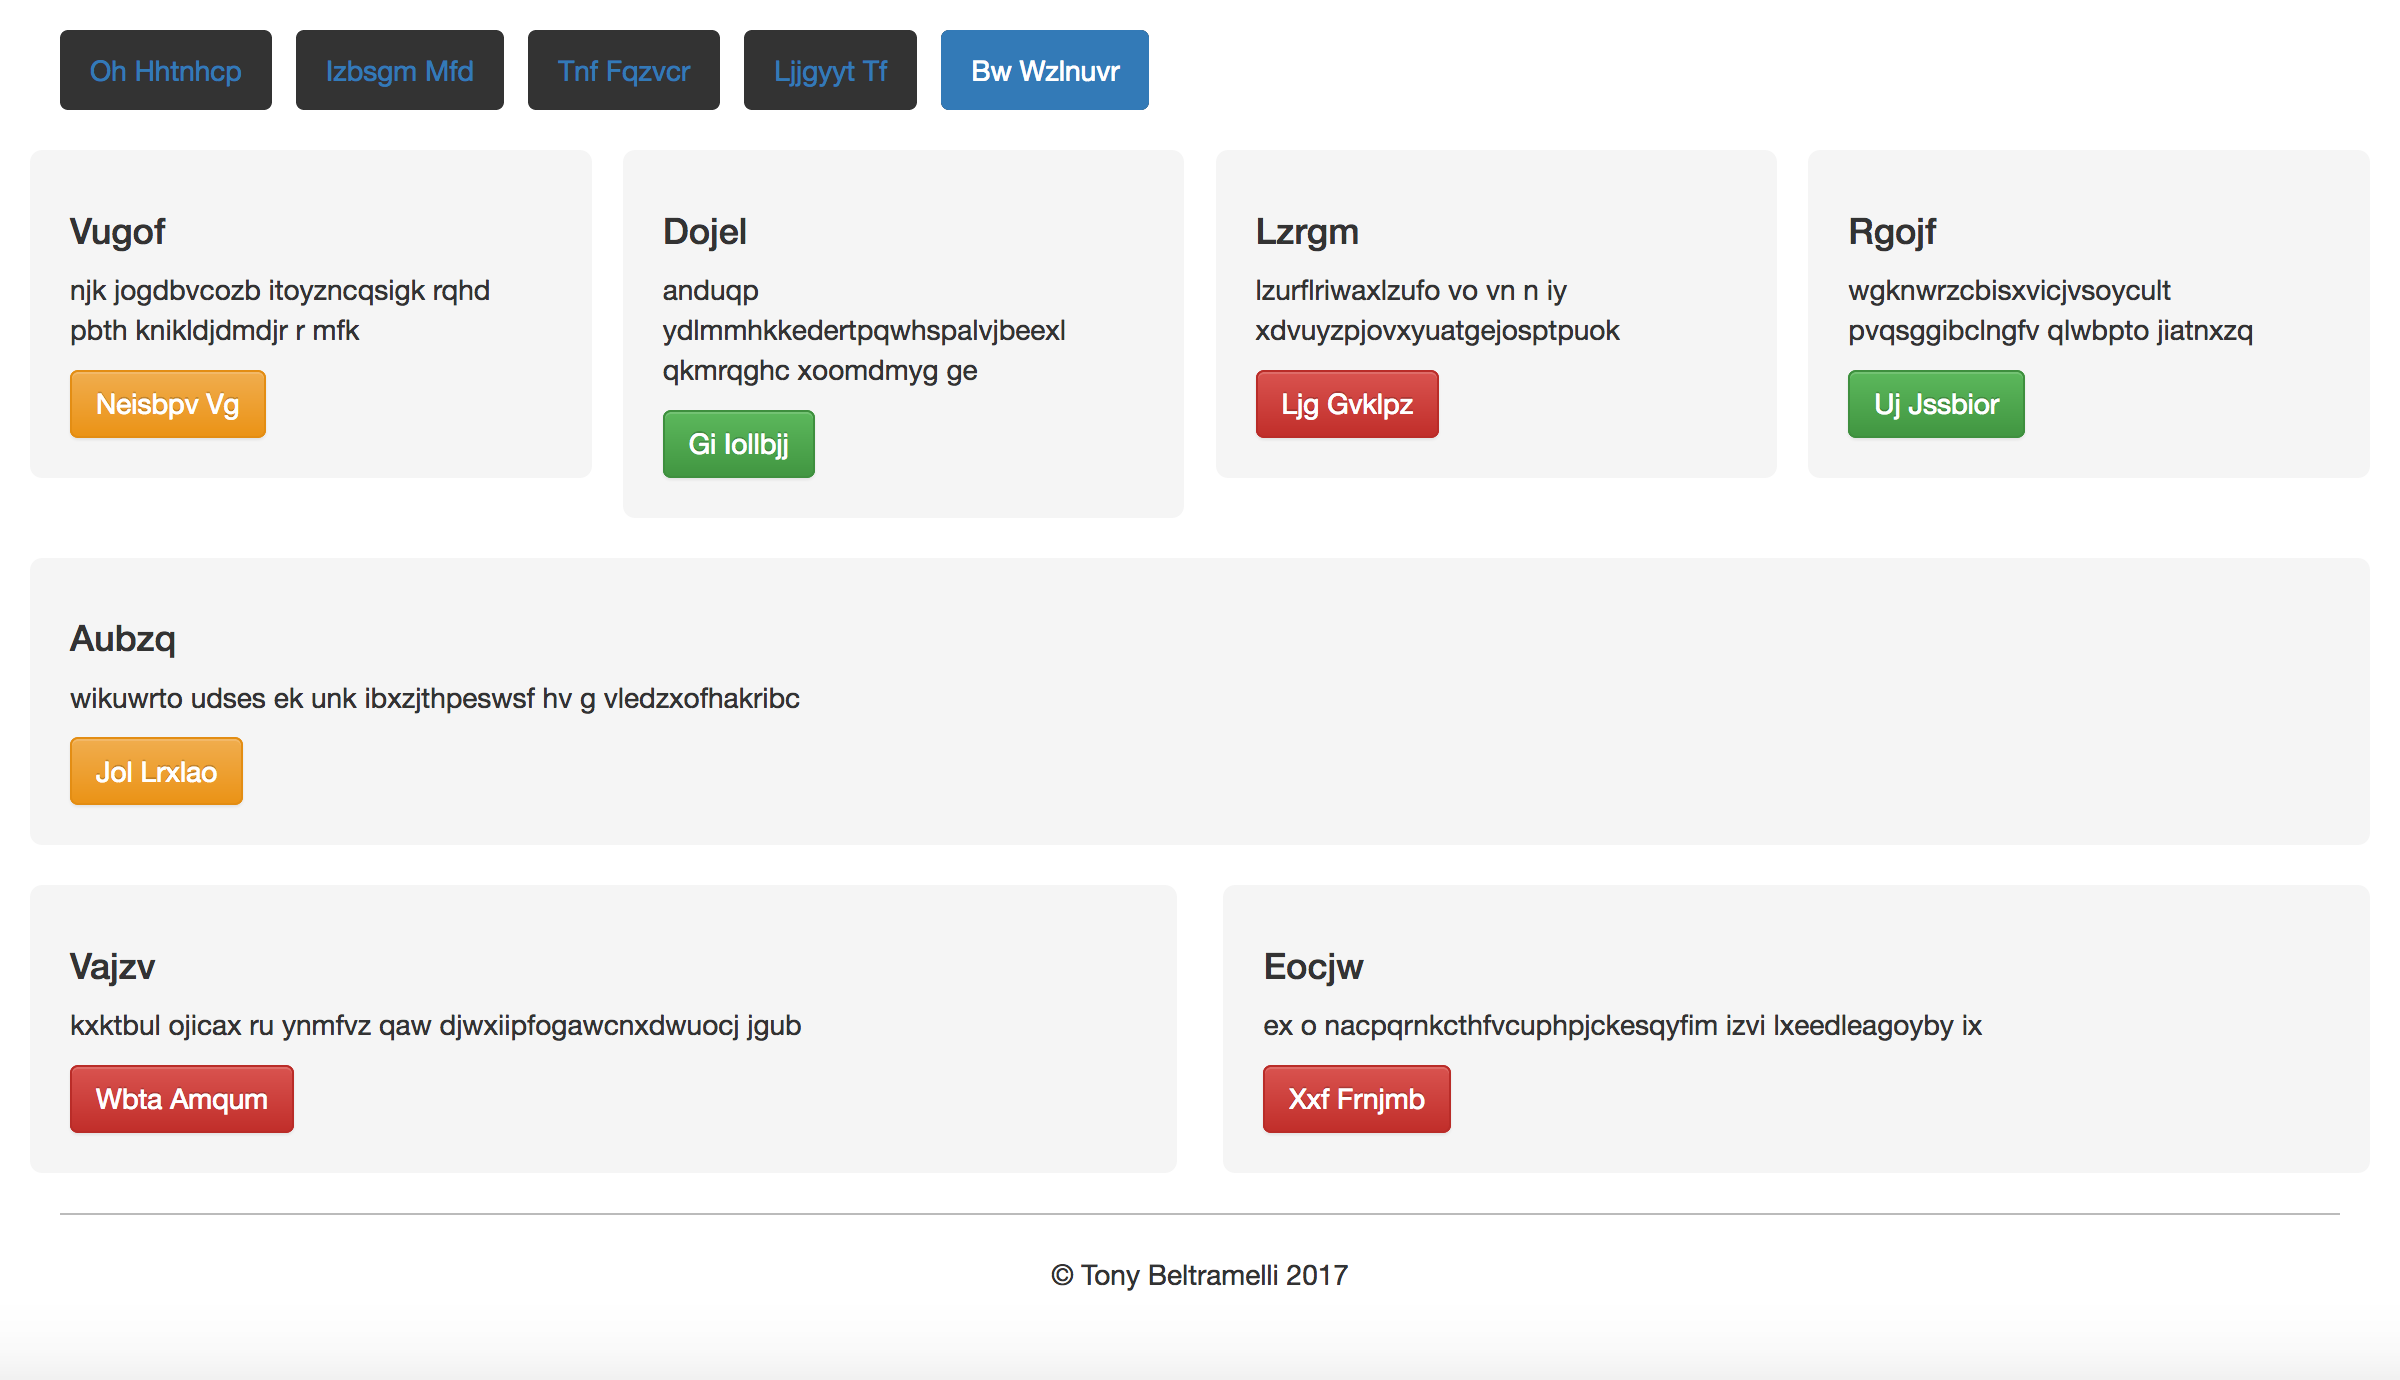 Oh Hhtnhcp
Izbsgm Mfd
Tnf Fqzvcr
Ljjgyyt Tf
Bw Wzlnuvr
Vugof
njk jogdbvcozb itoyzncqsigk rqhd
pbth knikldjdmdjr r mfk
Neisbpv Vg
Dojel
anduqp
ydlmmhkkedertpqwhspalvjbeexl
qkmrqghc xoomdmyg ge
Gi Iollbjj
Lzrgm
lzurflriwaxlzufo vo vn n iy
xdvuyzpjovxyuatgejosptpuok
Ljg Gvklpz
Rgojf
wgknwrzcbisxvicjvsoycult
pvqsggibclngfv qlwbpto jiatnxzq
Uj Jssbior
Aubzq
wikuwrto udses ek unk ibxzjthpeswsf hv g vledzxofhakribc
Jol Lrxlao
Vajzv
kxktbul ojicax ru ynmfvz qaw djwxiipfogawcnxdwuocj jgub
Wbta Amqum
Eocjw
ex o nacpqrnkcthfvcuphpjckesqyfim izvi lxeedleagoyby ix
Xxf Frnjmb
© Tony Beltramelli 2017